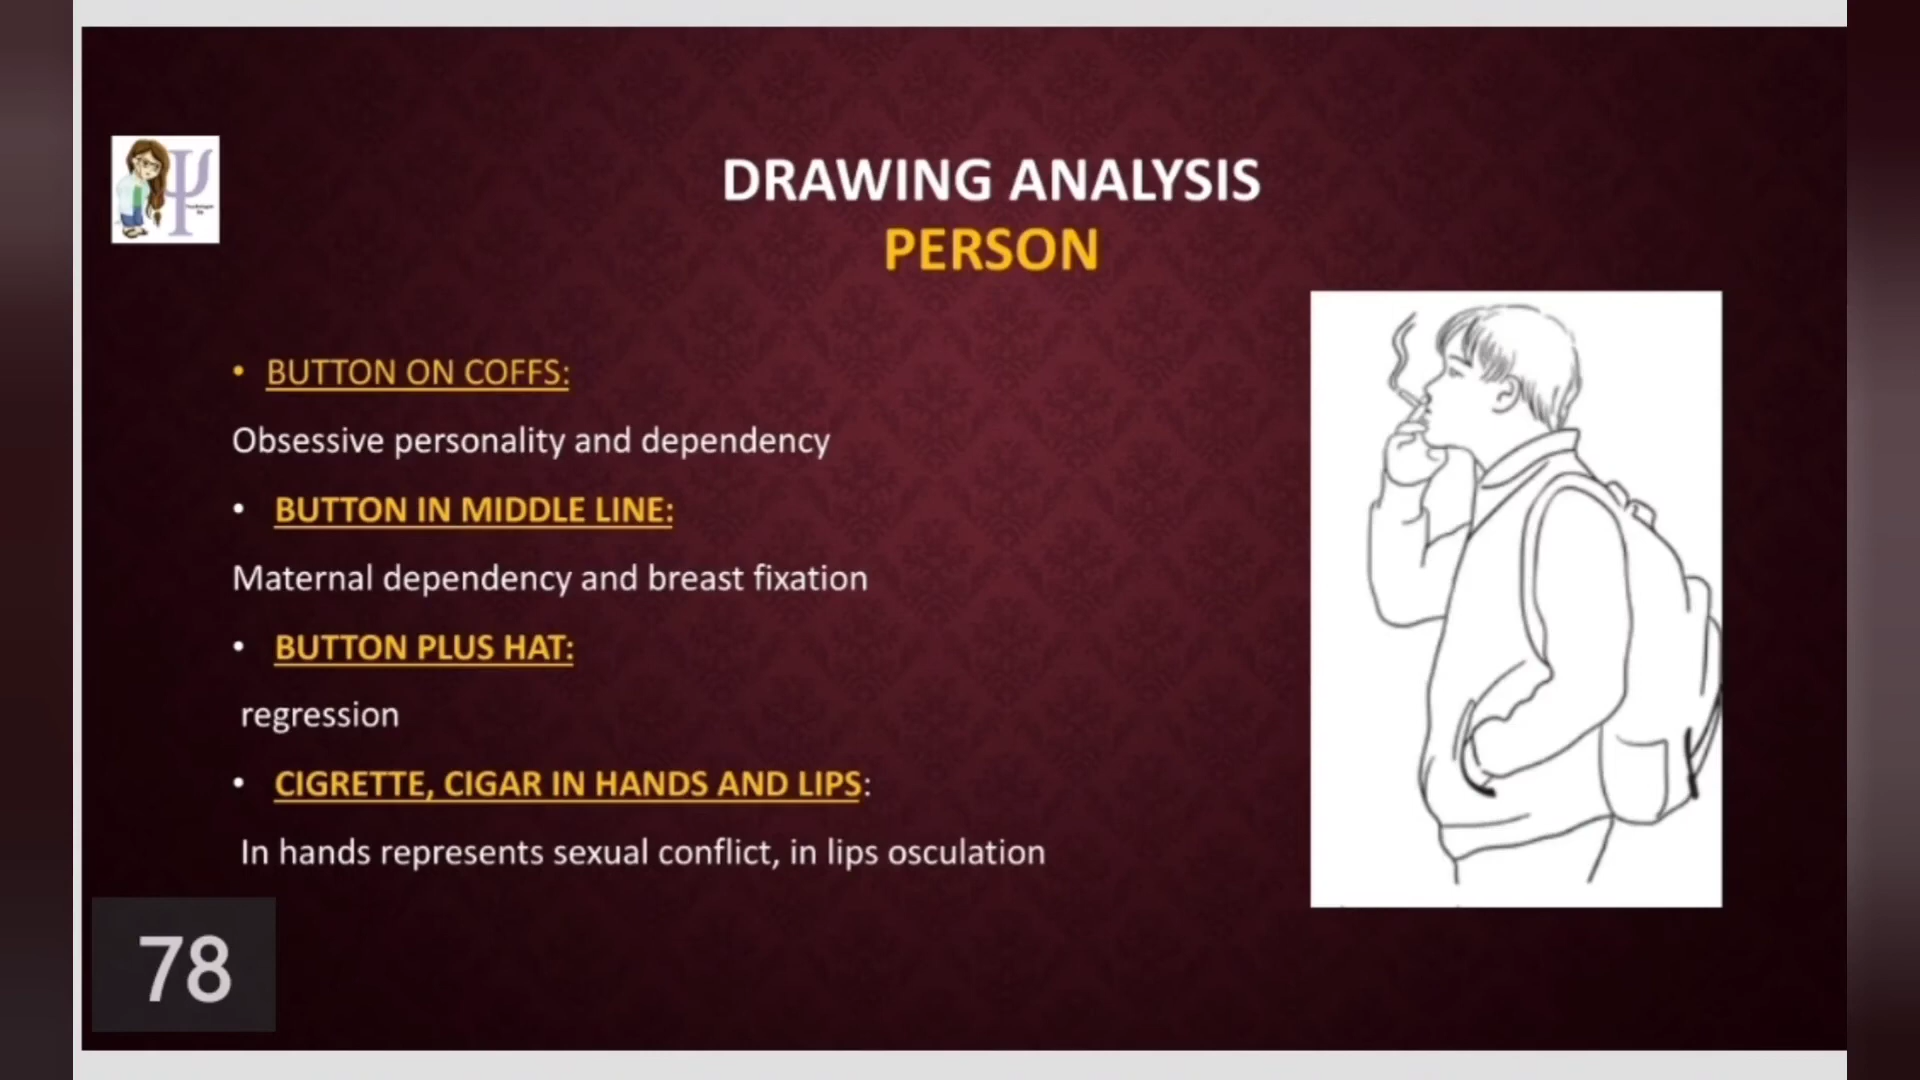 DRAWING ANALYSIS
PERSON
• BUTTON ON COFFS:
Obsessive personality and dependency
• BUTTON IN MIDDLE LINE:
Maternal dependency and breast fixation
• BUTTON PLUS HAT:
regression
• CIGRETTE, CIGAR IN HANDS AND LIPS:
In hands represents sexual conflict, in lips osculation
78